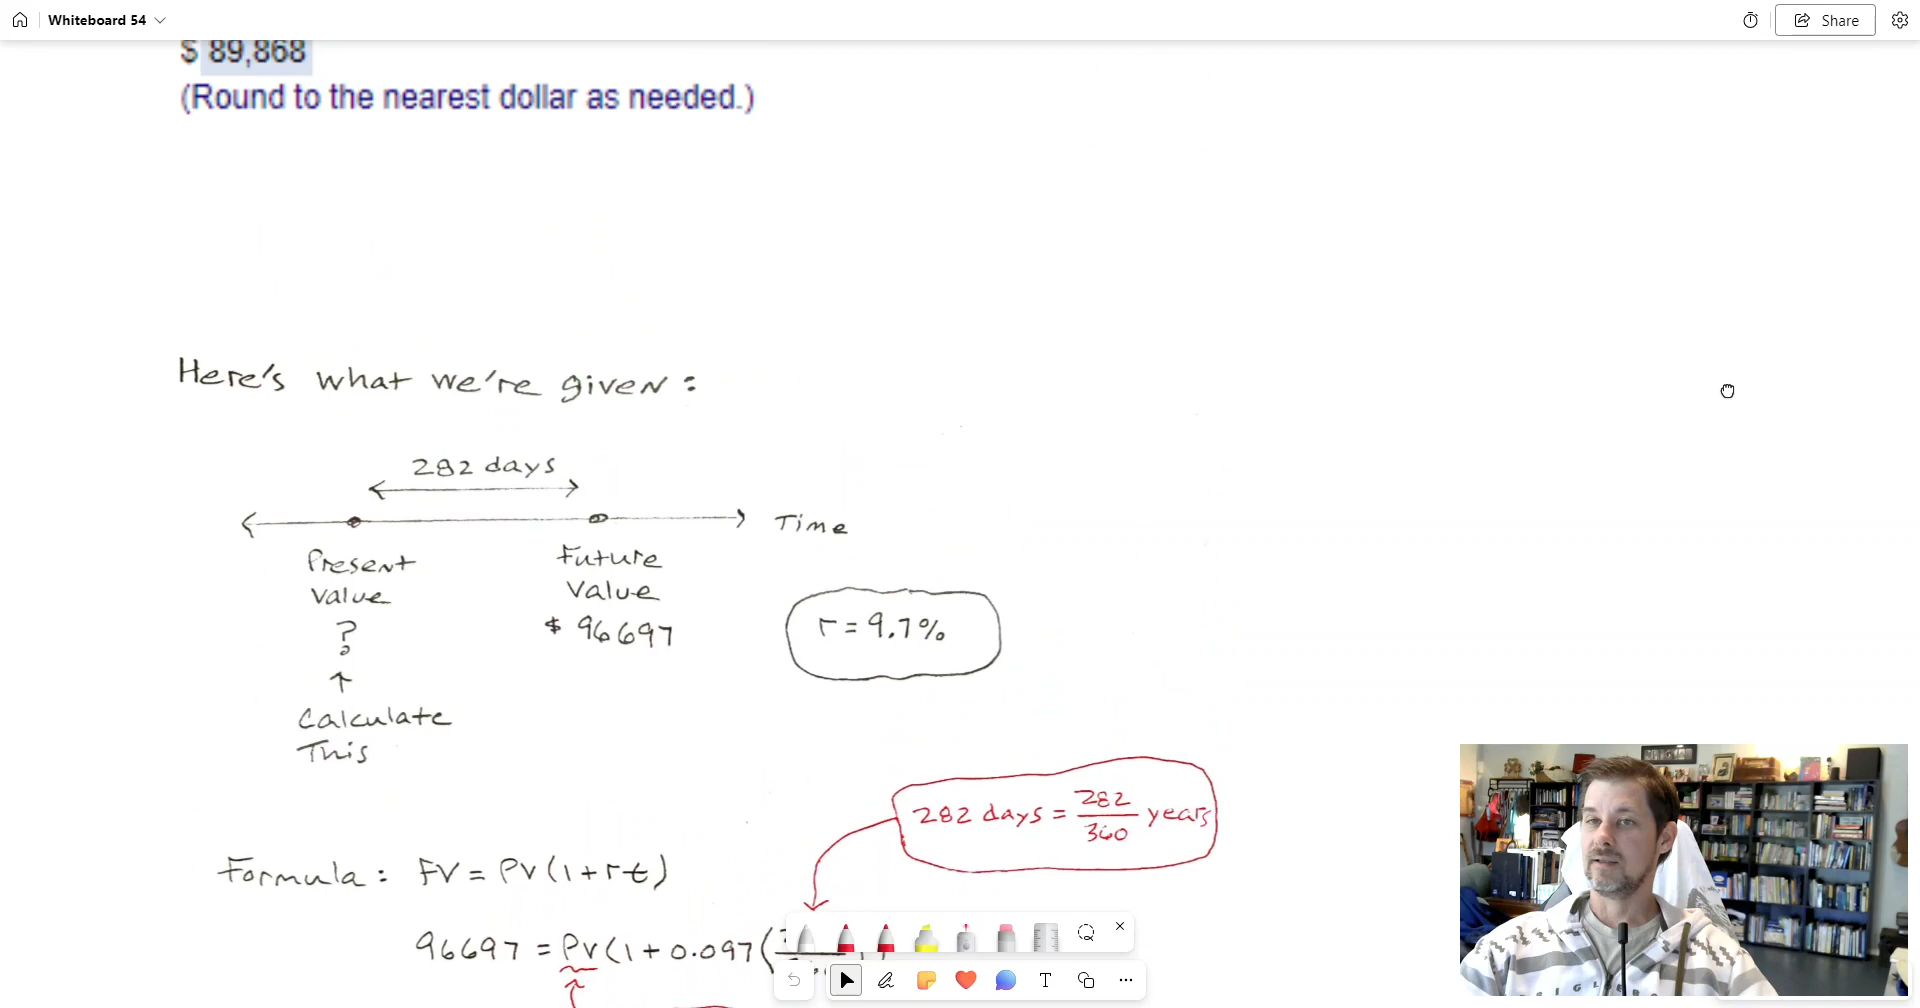 Whiteboard 54
Share
$ 89,868
(Round to the nearest dollar as needed.)
Here's what we're given:
282 days
Time
Present
Value
?
Calculate
This
Future
Value
$ 96697
r = 9.7%
282 days = 282/360 years
Formula: FV = PV(1+rt)
96697 = PV(1+0.097(
T